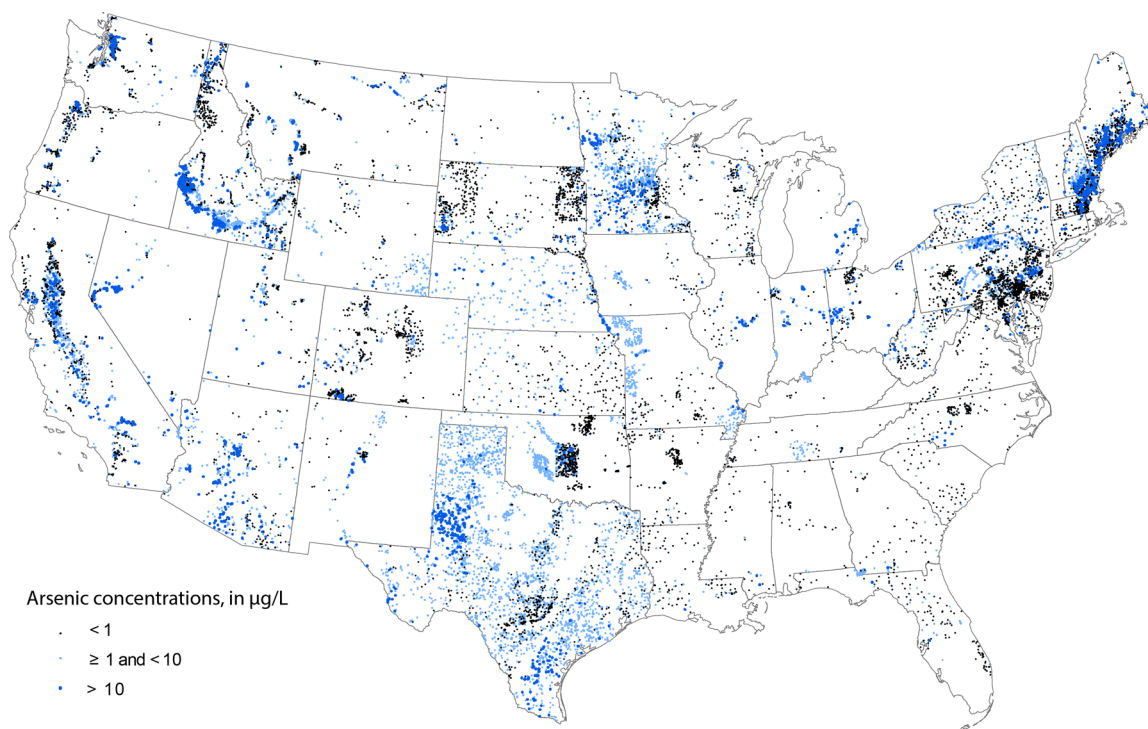 Arsenic concentrations, in µg/L
< 1
≥ 1 and < 10
> 10